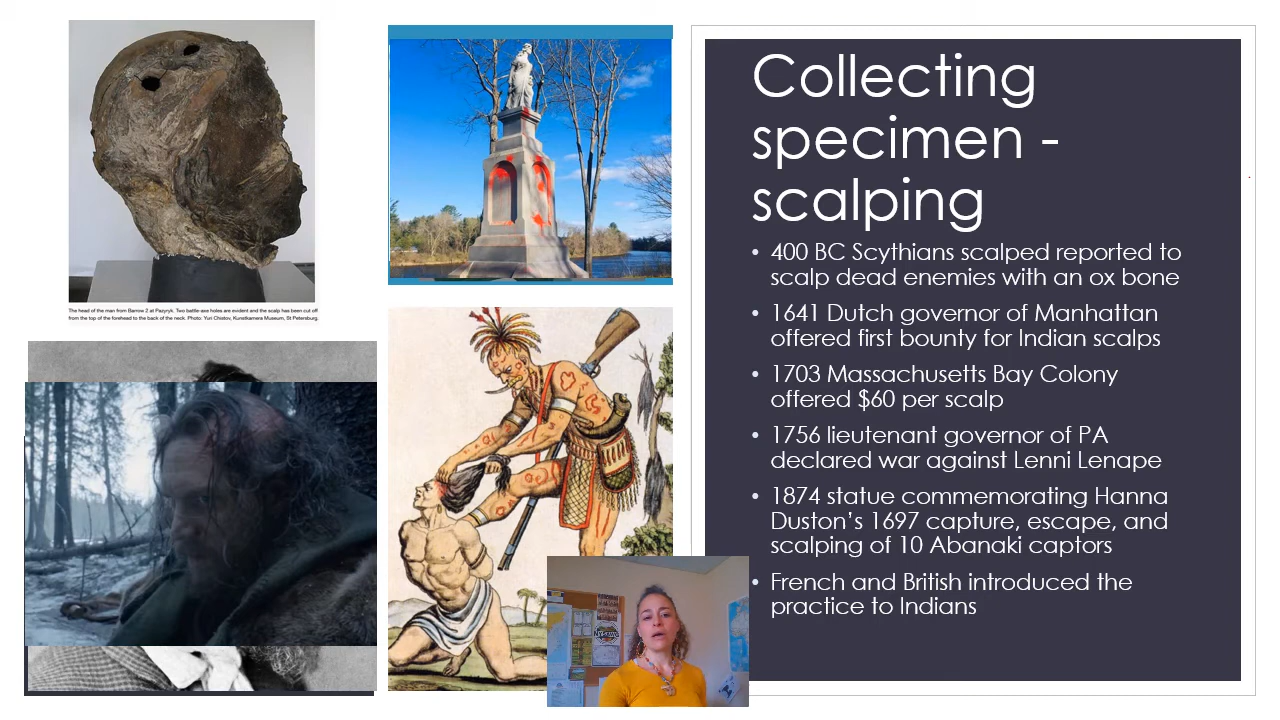 Collecting
specimen -
scalping
• 400 BC Scythians scalped reported to
scalp dead enemies with an ox bone
• 1641 Dutch governor of Manhattan
offered first bounty for Indian scalps
• 1703 Massachusetts Bay Colony
offered $60 per scalp
• 1756 lieutenant governor of PA
declared war against Lenni Lenape
• 1874 statue commemorating Hanna
Duston’s 1697 capture, escape, and
scalping of 10 Abanaki captors
• French and British introduced the
practice to Indians
The head of the man from Barrow 2 at Pazyryk. Two battle-axe holes are evident and the scalp has been cut off
from the top of the forehead to the back of the neck. Photo: Yuri Chistov, Kunstkamera Museum, St Petersburg.